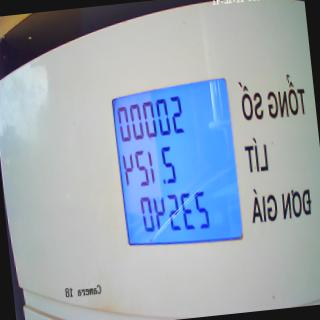 TỔNG SỐ 50000
LÍT 2.124
ĐƠN GIÁ 23540
Camera 18